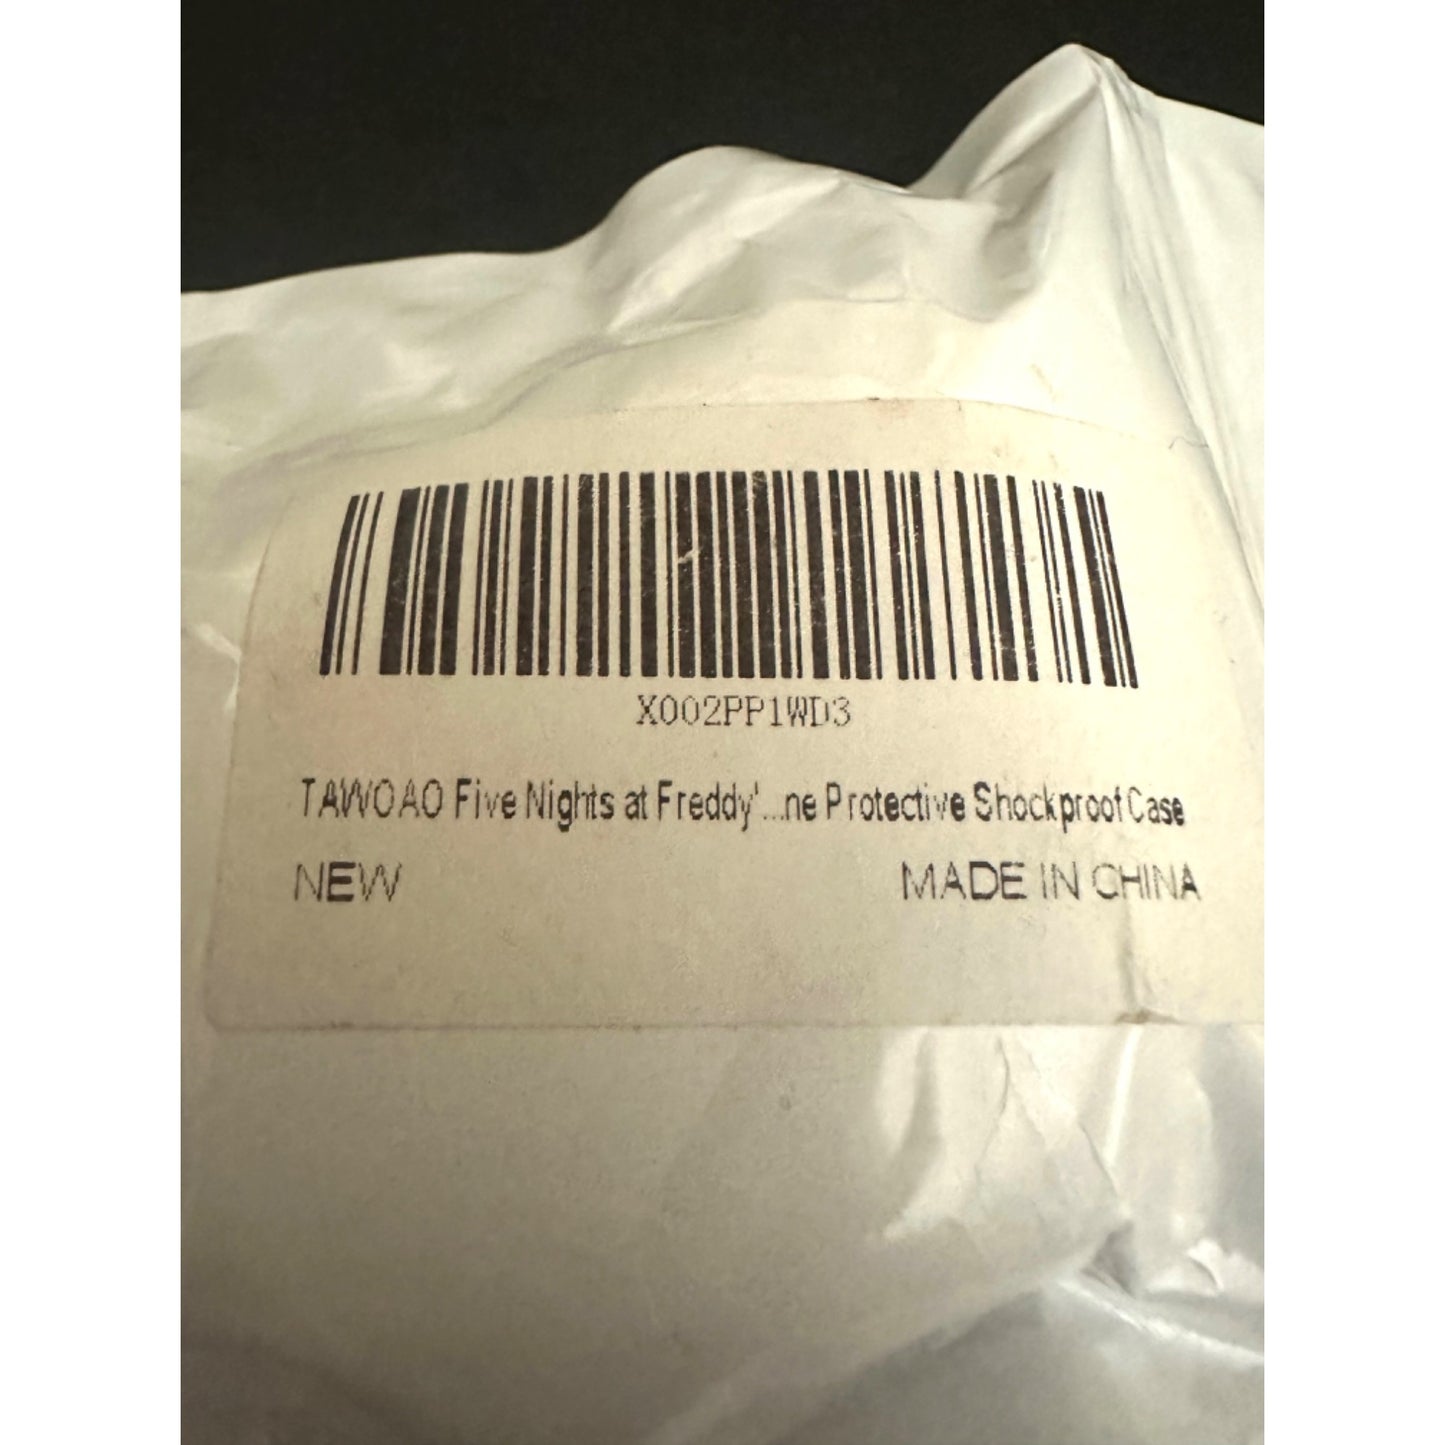 X002PP1WD3
TAWOAO Five Nights at Freddy'...ne Protective Shockproof Case
NEW MADE IN CHINA